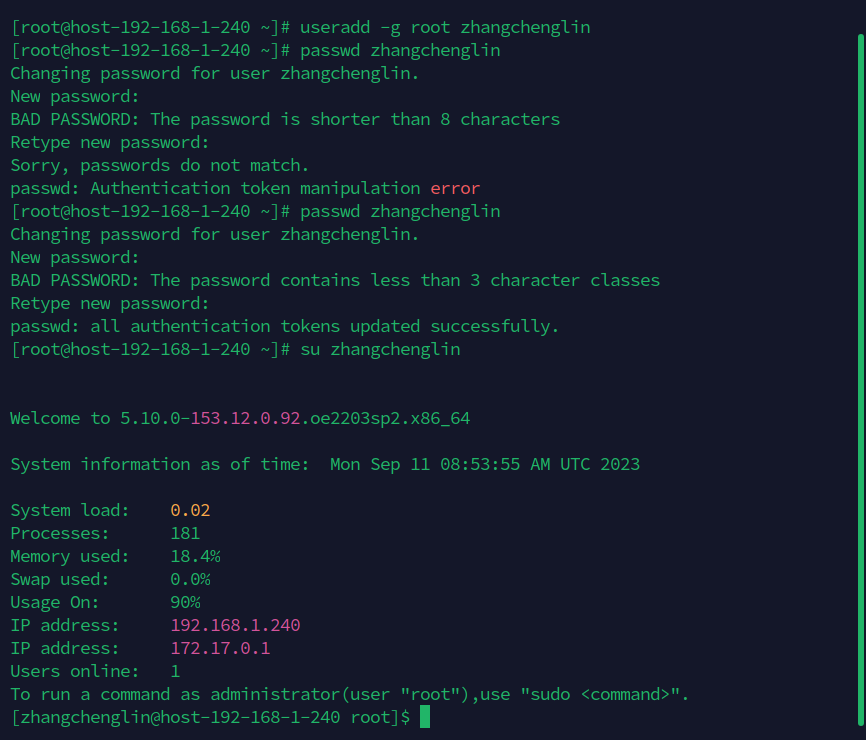 [root@host-192-168-1-240 ~]# useradd -g root zhangchenglin
[root@host-192-168-1-240 ~]# passwd zhangchenglin
Changing password for user zhangchenglin.
New password:
BAD PASSWORD: The password is shorter than 8 characters
Retype new password:
Sorry, passwords do not match.
passwd: Authentication token manipulation error
[root@host-192-168-1-240 ~]# passwd zhangchenglin
Changing password for user zhangchenglin.
New password:
BAD PASSWORD: The password contains less than 3 character classes
Retype new password:
passwd: all authentication tokens updated successfully.
[root@host-192-168-1-240 ~]# su zhangchenglin
Welcome to 5.10.0-153.12.0.92.oe2203sp2.x86_64
System information as of time:  Mon Sep 11 08:53:55 AM UTC 2023
System load:    0.02
Processes:      181
Memory used:    18.4%
Swap used:      0.0%
Usage On:       90%
IP address:     192.168.1.240
IP address:     172.17.0.1
Users online:   1
To run a command as administrator(user "root"),use "sudo <command>".
[zhangchenglin@host-192-168-1-240 root]$